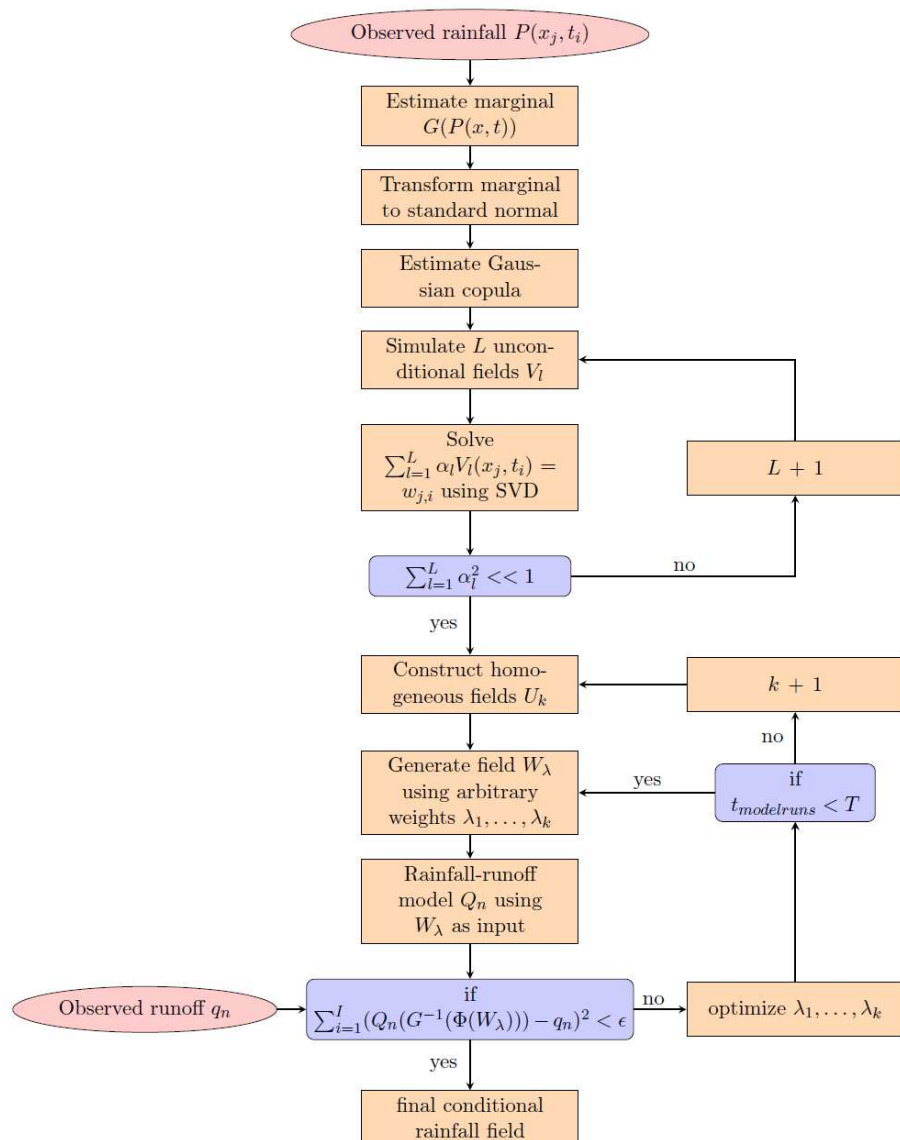 Observed rainfall P(x_j, t_i)
Estimate marginal
G(P(x, t))
Transform marginal
to standard normal
Estimate Gaus-
sian copula
Simulate L uncon-
ditional fields V_l
Solve
∑_{l=1}^{L} α_l V_l(x_j, t_i) =
w_{j,i} using SVD
L + 1
∑_{l=1}^{L} α_l^2 << 1
no
yes
Construct homo-
geneous fields U_k
k + 1
no
Generate field W_λ
using arbitrary
weights λ_1, . . . , λ_k
yes
if
t_{modelruns} < T
Rainfall-runoff
model Q_n using
W_λ as input
Observed runoff q_n
if
∑_{i=1}^{I} (Q_n(G^{-1}(Φ(W_λ))) − q_n)^2 < ϵ
no
optimize λ_1, . . . , λ_k
yes
final conditional
rainfall field